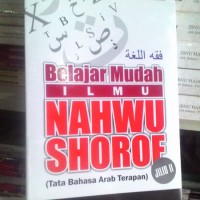 فقه اللغة
Belajar Mudah
ILMU
NAHWU
SHOROF
JILID II
(Tata Bahasa Arab Terapan)